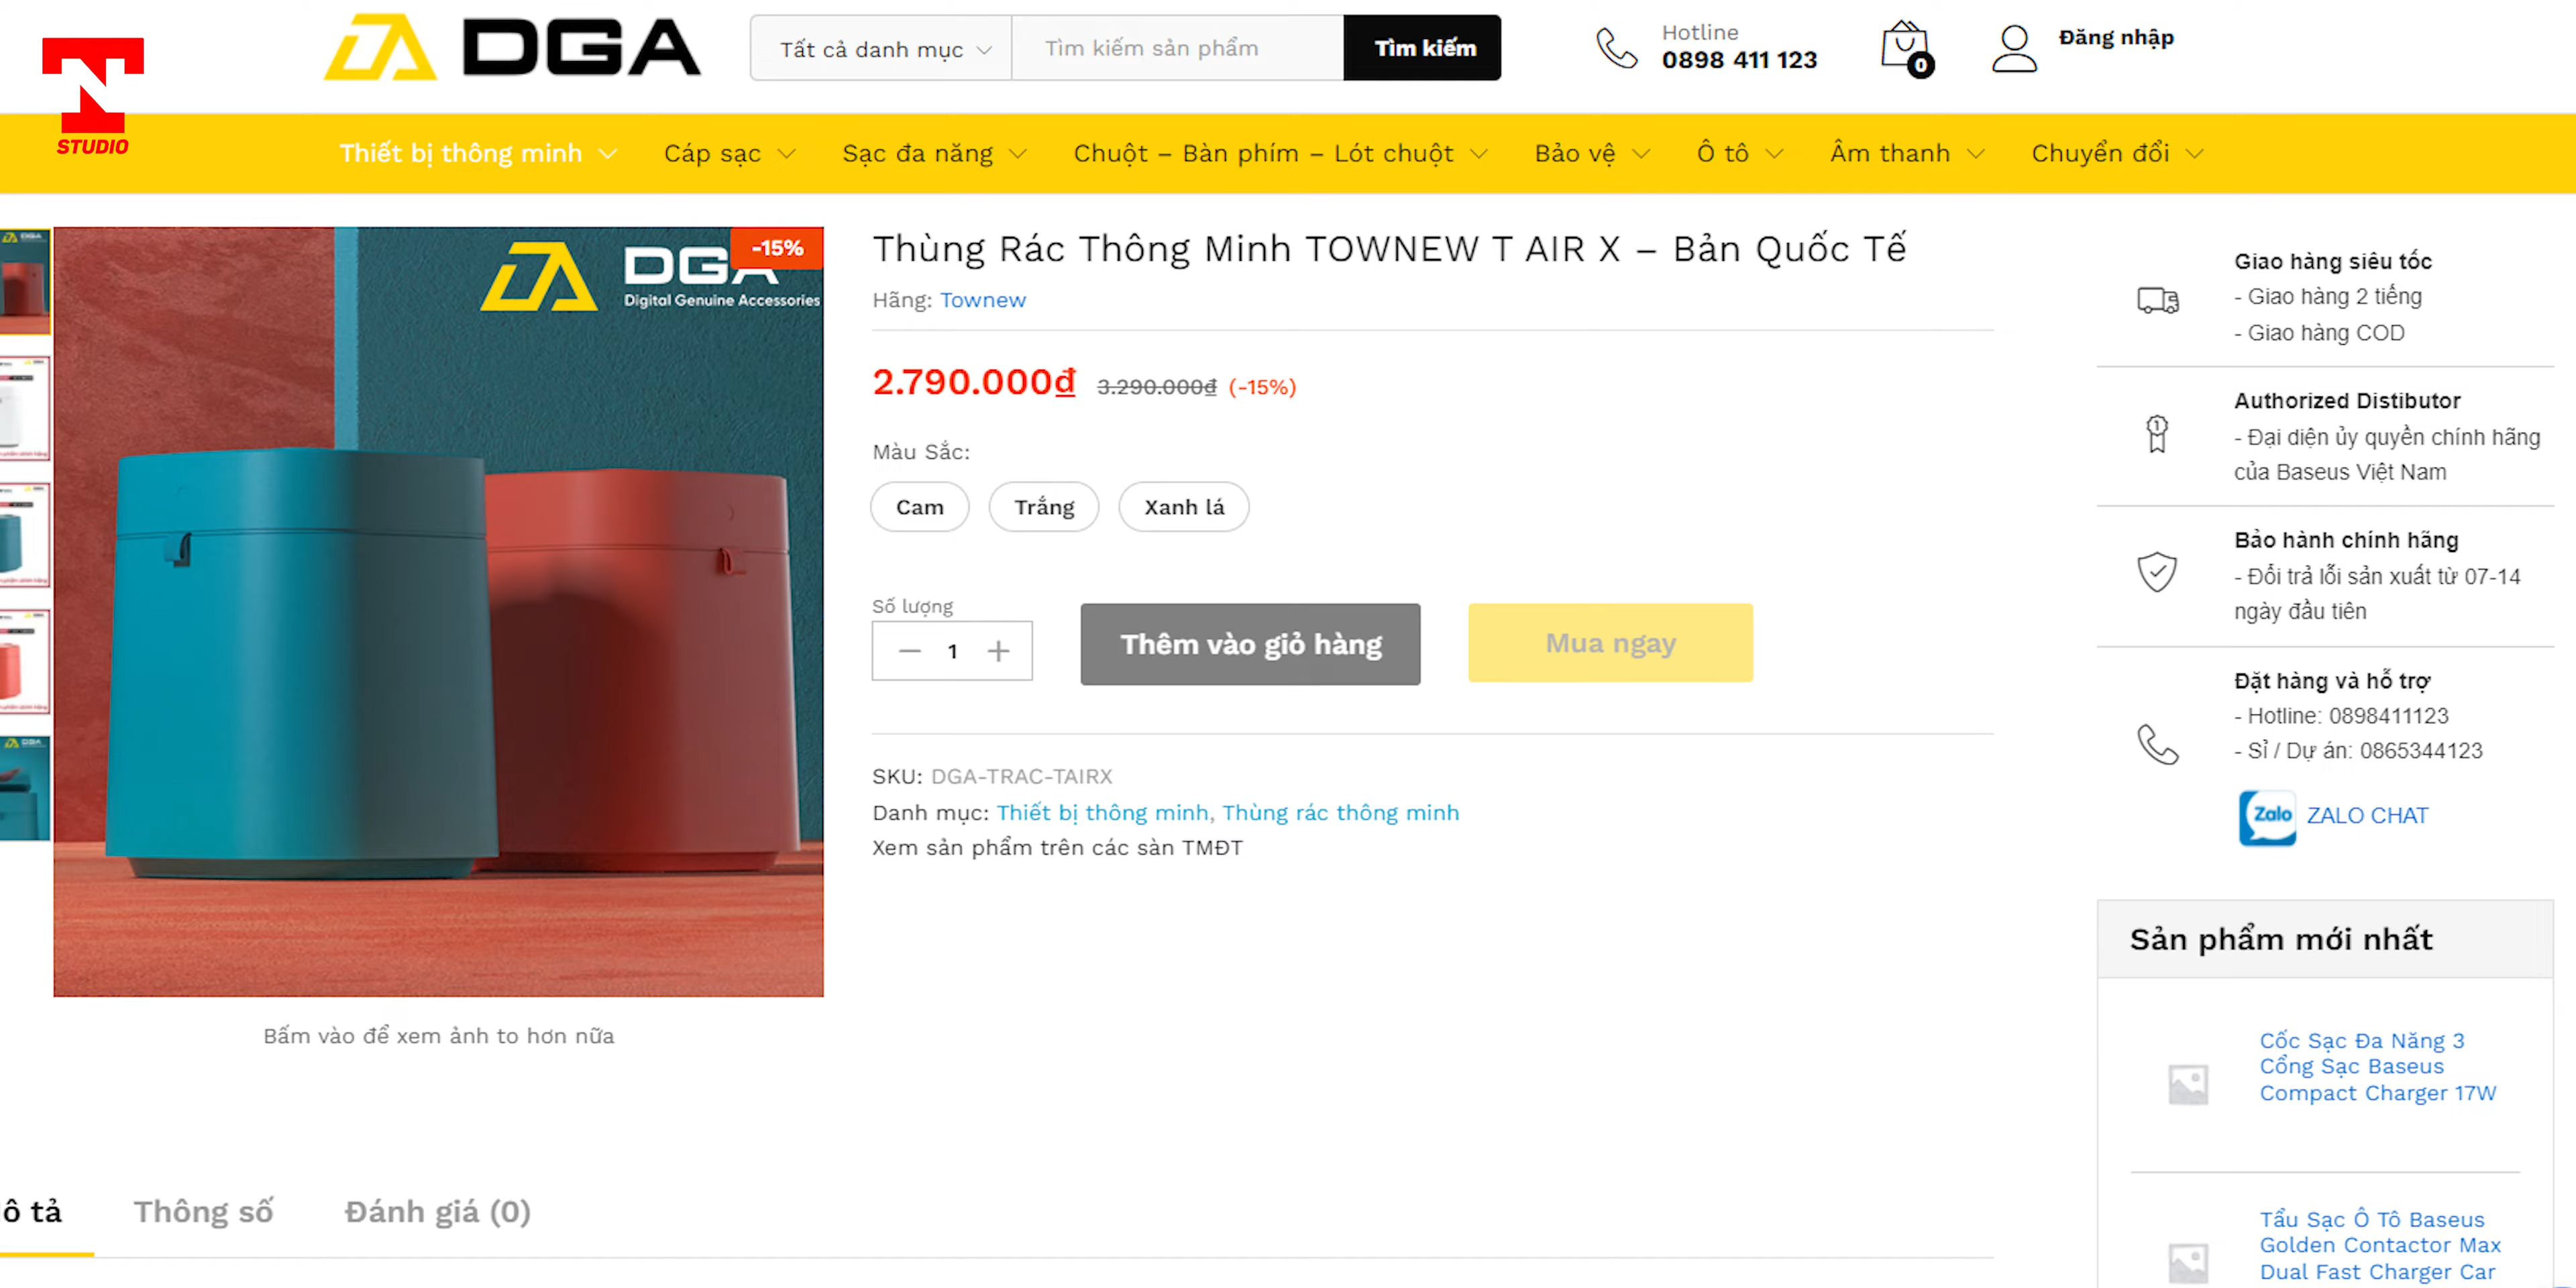 T
STUDIO
DGA
Tất cả danh mục
Tìm kiếm sản phẩm
Tìm kiếm
Hotline
0898 411 123
0
Đăng nhập
Thiết bị thông minh
Cáp sạc
Sạc đa năng
Chuột – Bàn phím – Lót chuột
Bảo vệ
Ô tô
Âm thanh
Chuyển đổi
DGA
Digital Genuine Accessories
-15%
Bấm vào để xem ảnh to hơn nữa
Thùng Rác Thông Minh TOWNEW T AIR X – Bản Quốc Tế
Hãng: Townew
2.790.000₫ 3.290.000₫ (-15%)
Màu Sắc:
Cam
Trắng
Xanh lá
Số lượng
− 1 +
Thêm vào giỏ hàng
Mua ngay
SKU: DGA-TRAC-TAIRX
Danh mục: Thiết bị thông minh, Thùng rác thông minh
Xem sản phẩm trên các sàn TMĐT
Giao hàng siêu tốc
- Giao hàng 2 tiếng
- Giao hàng COD
1
Authorized Distibutor
- Đại diện ủy quyền chính hãng
của Baseus Việt Nam
Bảo hành chính hãng
- Đổi trả lỗi sản xuất từ 07-14
ngày đầu tiên
Đặt hàng và hỗ trợ
- Hotline: 0898411123
- Sỉ / Dự án: 0865344123
Zalo
ZALO CHAT
Sản phẩm mới nhất
Cốc Sạc Đa Năng 3
Cổng Sạc Baseus
Compact Charger 17W
Tẩu Sạc Ô Tô Baseus
Golden Contactor Max
Dual Fast Charger Car
ô tả
Thông số
Đánh giá (0)